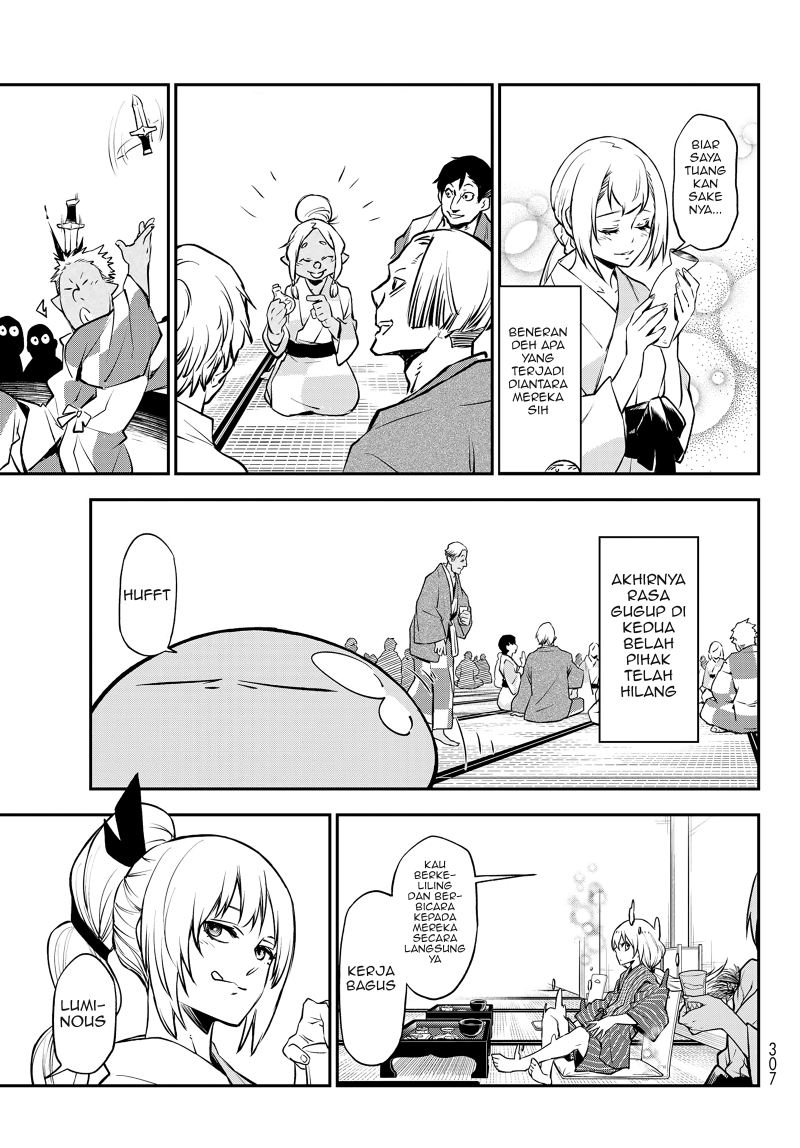 BIAR
SAYA
TUANG
KAN
SAKE
NYA...
BENERAN
DEH APA
YANG
TERJADI
DIANTARA
MEREKA
SIH
AKHIRNYA
RASA
GUGUP DI
KEDUA
BELAH
PIHAK
TELAH
HILANG
HUFFT
KAU
BERKE-
LILING
DAN BER-
BICARA
KEPADA
MEREKA
SECARA
LANGSUNG
YA
KERJA
BAGUS
LUMI-
NOUS
307